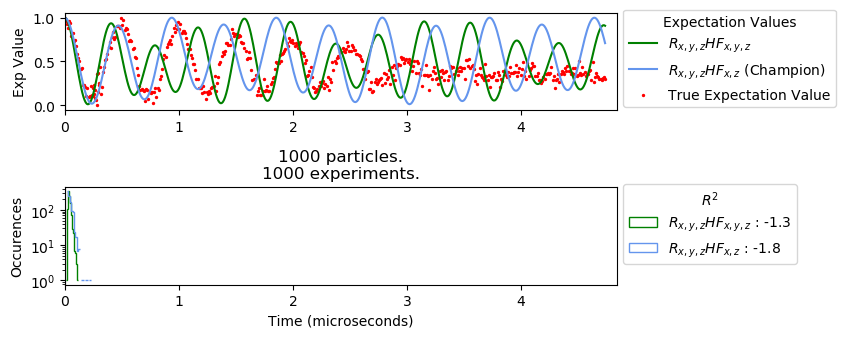 Expectation Values
R_{x,y,z}HF_{x,y,z}
R_{x,y,z}HF_{x,z} (Champion)
True Expectation Value
Exp Value
1.0
0.5
0.0
0 1 2 3 4
1000 particles.
1000 experiments.
R^2
R_{x,y,z}HF_{x,y,z} : -1.3
R_{x,y,z}HF_{x,z} : -1.8
Occurences
10^2
10^1
10^0
0 1 2 3 4
Time (microseconds)